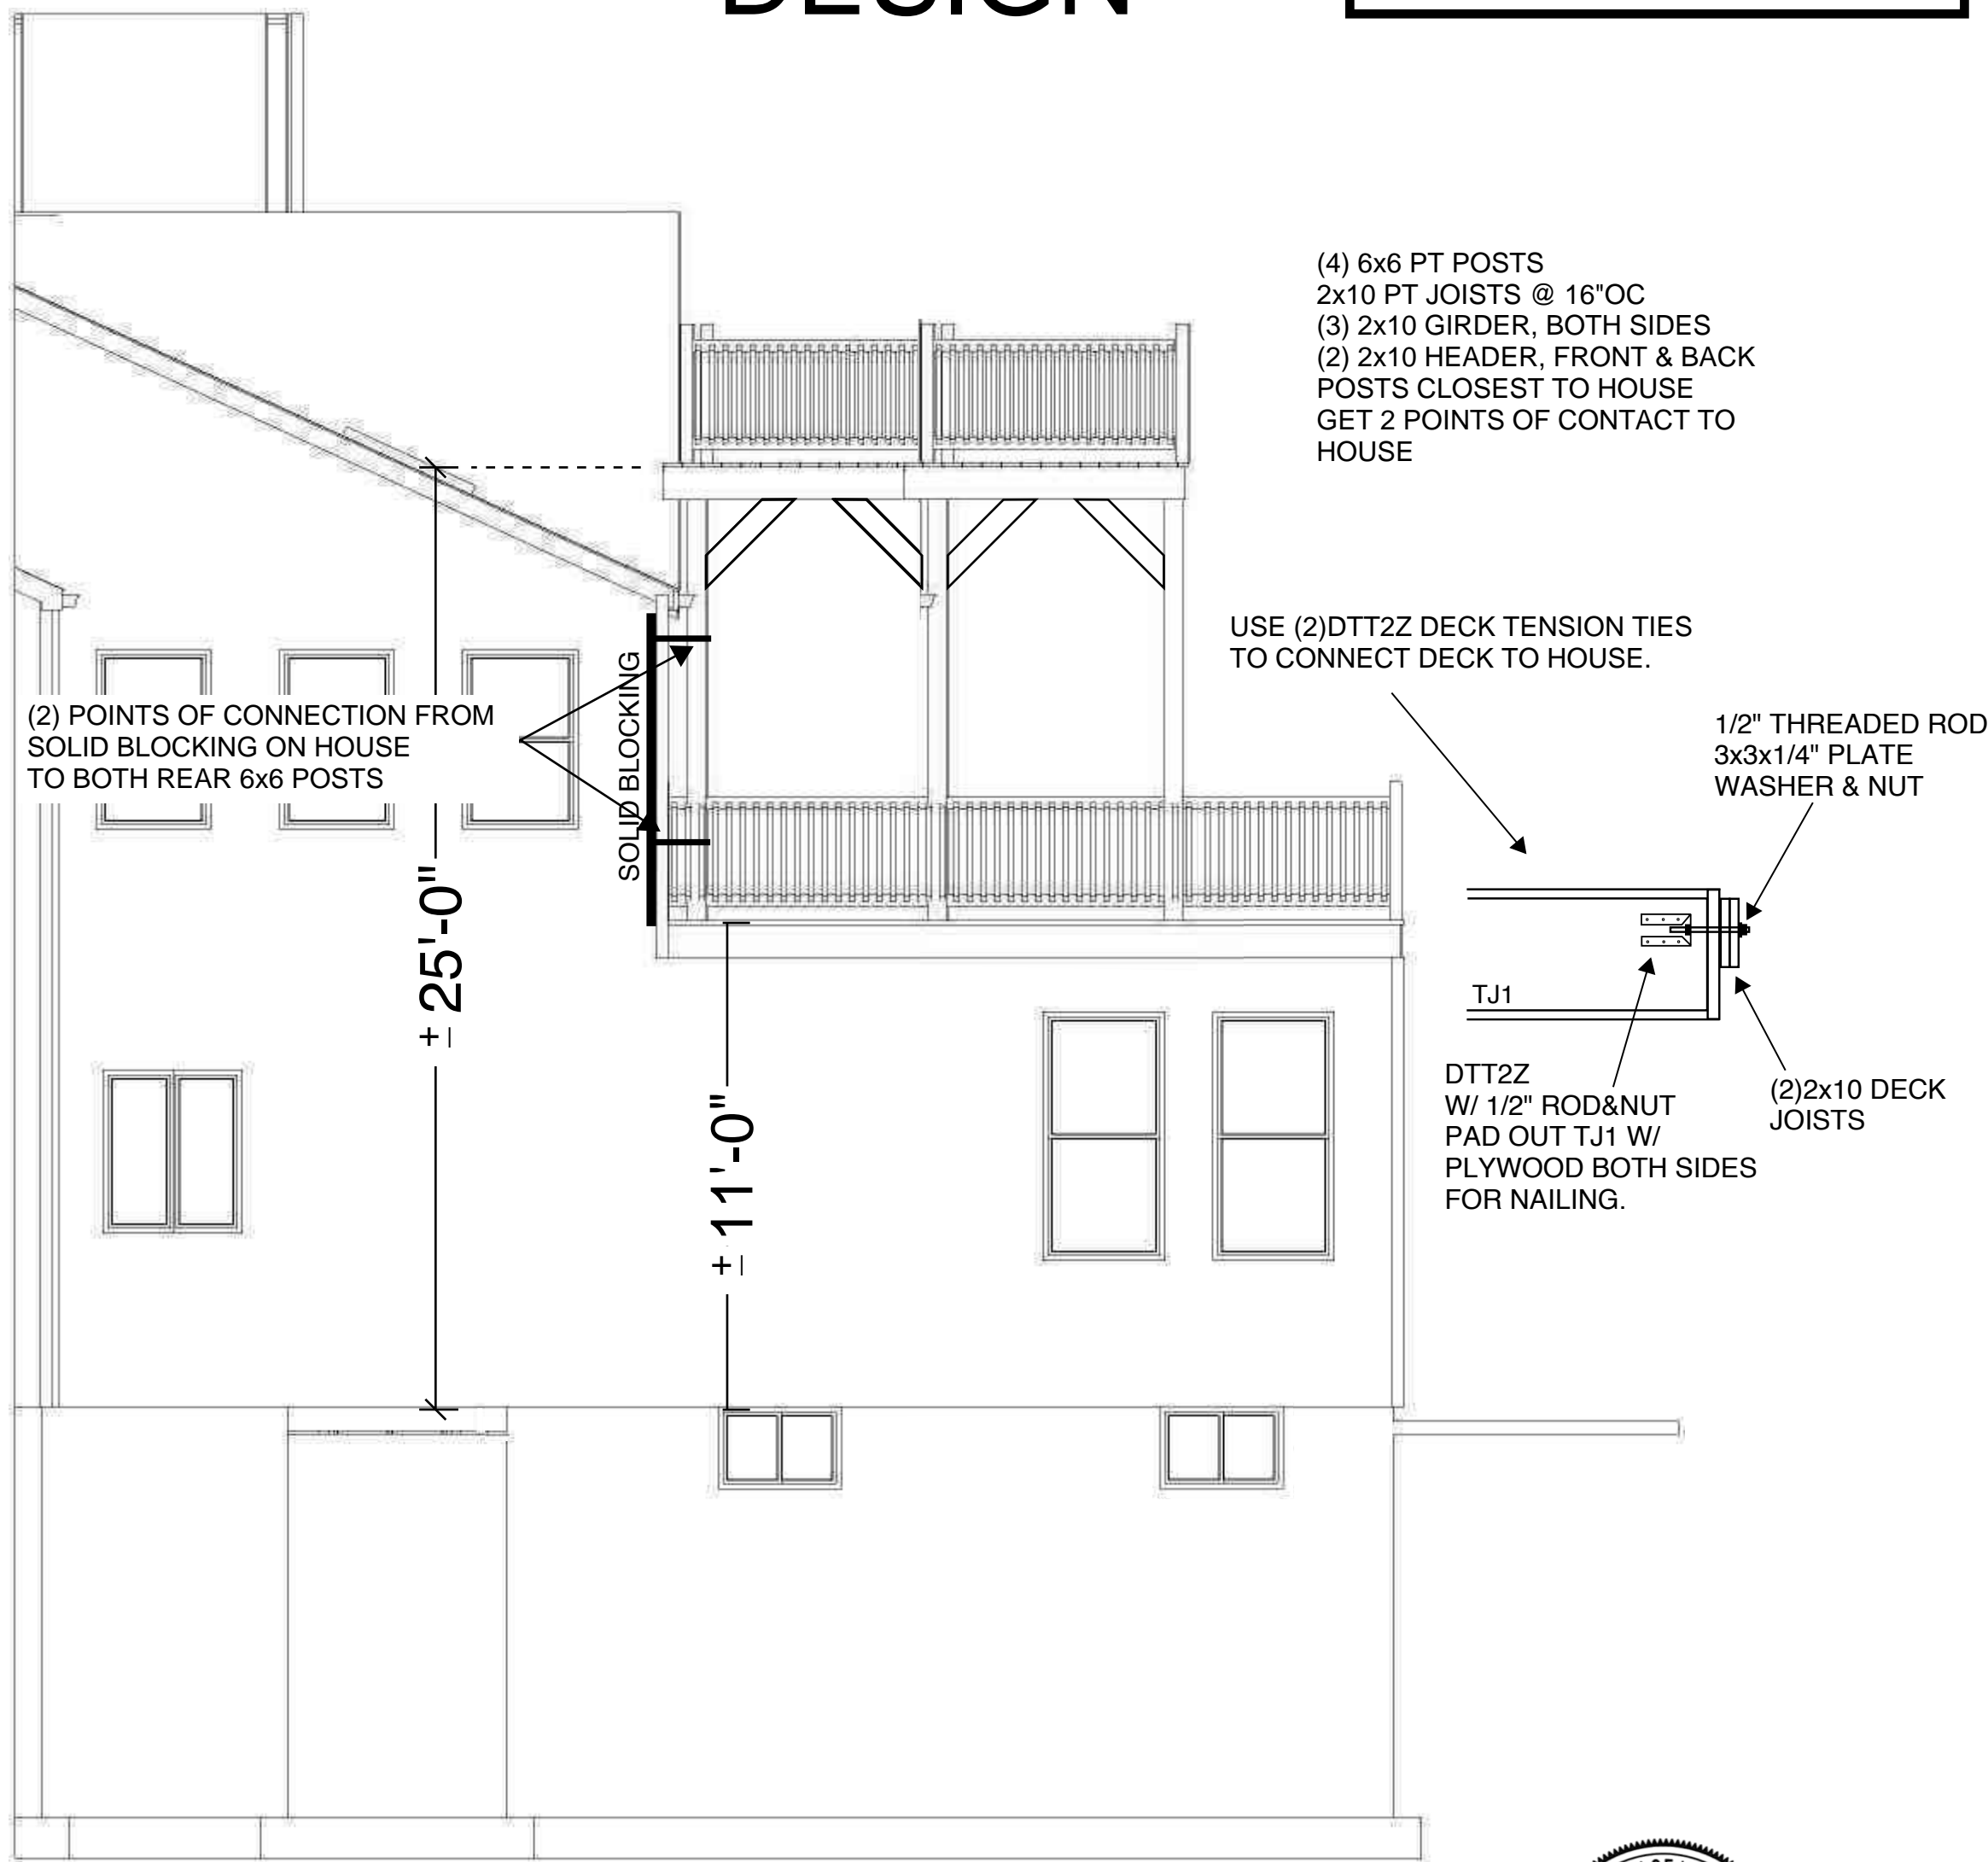 DESIGN
(4) 6x6 PT POSTS
2x10 PT JOISTS @ 16"OC
(3) 2x10 GIRDER, BOTH SIDES
(2) 2x10 HEADER, FRONT & BACK
POSTS CLOSEST TO HOUSE
GET 2 POINTS OF CONTACT TO
HOUSE
USE (2)DTT2Z DECK TENSION TIES
TO CONNECT DECK TO HOUSE.
(2) POINTS OF CONNECTION FROM
SOLID BLOCKING ON HOUSE
TO BOTH REAR 6x6 POSTS
SOLID BLOCKING
1/2" THREADED ROD
3x3x1/4" PLATE
WASHER & NUT
±25'-0"
±11'-0"
TJ1
DTT2Z
W/ 1/2" ROD&NUT
PAD OUT TJ1 W/
PLYWOOD BOTH SIDES
FOR NAILING.
(2)2x10 DECK
JOISTS